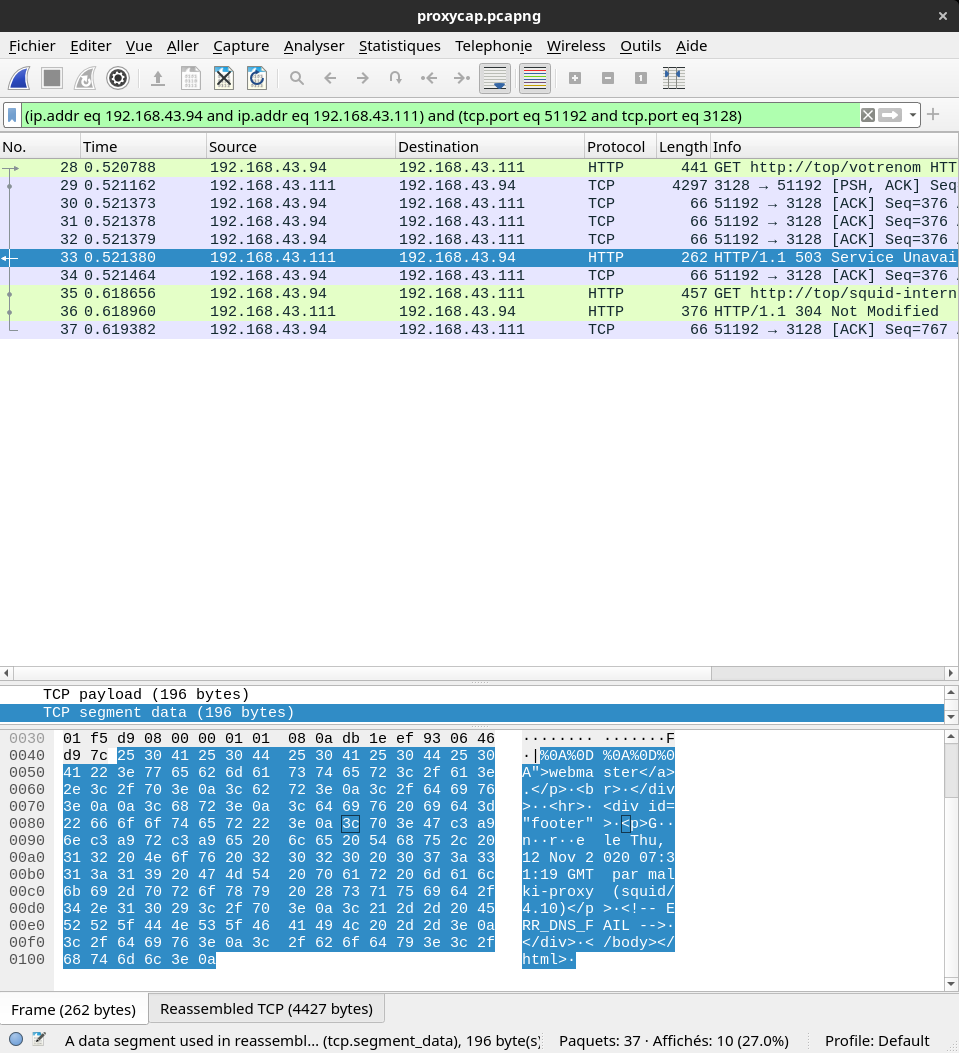 proxycap.pcapng ×
Fichier Editer Vue Aller Capture Analyser Statistiques Telephonie Wireless Outils Aide
(ip.addr eq 192.168.43.94 and ip.addr eq 192.168.43.111) and (tcp.port eq 51192 and tcp.port eq 3128)
No. Time Source Destination Protocol Length Info
28 0.520788 192.168.43.94 192.168.43.111 HTTP 441 GET http://top/votrenom HTT
29 0.521162 192.168.43.111 192.168.43.94 TCP 4297 3128 → 51192 [PSH, ACK] Seq
30 0.521373 192.168.43.94 192.168.43.111 TCP 66 51192 → 3128 [ACK] Seq=376
31 0.521378 192.168.43.94 192.168.43.111 TCP 66 51192 → 3128 [ACK] Seq=376
32 0.521379 192.168.43.94 192.168.43.111 TCP 66 51192 → 3128 [ACK] Seq=376
33 0.521380 192.168.43.111 192.168.43.94 HTTP 262 HTTP/1.1 503 Service Unavai
34 0.521464 192.168.43.94 192.168.43.111 TCP 66 51192 → 3128 [ACK] Seq=376
35 0.618656 192.168.43.94 192.168.43.111 HTTP 457 GET http://top/squid-intern
36 0.618960 192.168.43.111 192.168.43.94 HTTP 376 HTTP/1.1 304 Not Modified
37 0.619382 192.168.43.94 192.168.43.111 TCP 66 51192 → 3128 [ACK] Seq=767
TCP payload (196 bytes)
TCP segment data (196 bytes)
0030 01 f5 d9 08 00 00 01 01 08 0a db 1e ef 93 06 46 ········ ·······F
0040 d9 7c 25 30 41 25 30 44 25 30 41 25 30 44 25 30 ·|%0A%0D %0A%0D%0
0050 41 22 3e 77 65 62 6d 61 73 74 65 72 3c 2f 61 3e A">webma ster</a>
0060 2e 3c 2f 70 3e 0a 3c 62 72 3e 0a 3c 2f 64 69 76 .</p>·<b r>·</div
0070 3e 0a 0a 3c 68 72 3e 0a 3c 64 69 76 20 69 64 3d >··<hr>· <div id=
0080 22 66 6f 6f 74 65 72 22 3e 0a 3c 70 3e 47 c3 a9 "footer" >·<p>G··
0090 6e c3 a9 72 c3 a9 65 20 6c 65 20 54 68 75 2c 20 n··r··e le Thu,
00a0 31 32 20 4e 6f 76 20 32 30 32 30 20 30 37 3a 33 12 Nov 2 020 07:3
00b0 31 3a 31 39 20 47 4d 54 20 70 61 72 20 6d 61 6c 1:19 GMT par mal
00c0 6b 69 2d 70 72 6f 78 79 20 28 73 71 75 69 64 2f ki-proxy (squid/
00d0 34 2e 31 30 29 3c 2f 70 3e 0a 3c 21 2d 2d 20 45 4.10)</p >·<!-- E
00e0 52 52 5f 44 4e 53 5f 46 41 49 4c 20 2d 2d 3e 0a RR_DNS_F AIL -->·
00f0 3c 2f 64 69 76 3e 0a 3c 2f 62 6f 64 79 3e 3c 2f </div>·< /body></
0100 68 74 6d 6c 3e 0a html>·
Frame (262 bytes) Reassembled TCP (4427 bytes)
A data segment used in reassembl... (tcp.segment_data), 196 byte(s) Paquets: 37 · Affichés: 10 (27.0%) Profile: Default